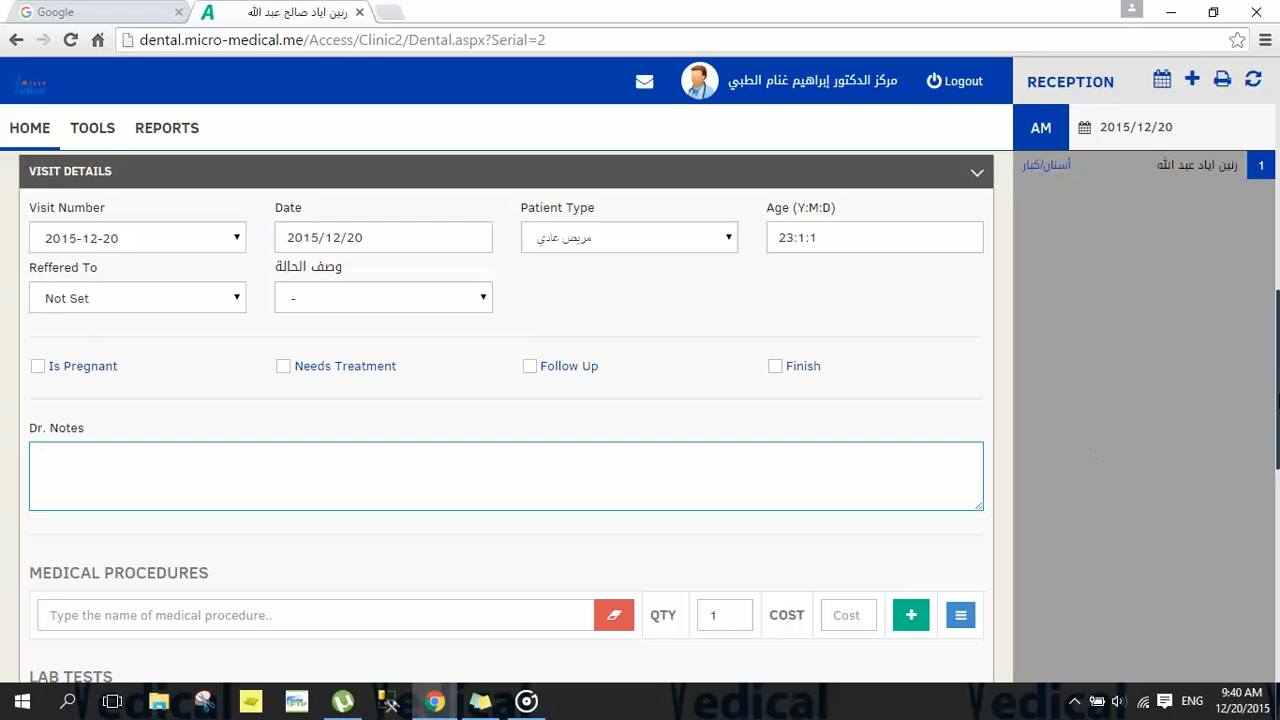 Google
رنين اياد صالح عبد الله
dental.micro-medical.me/Access/Clinic2/Dental.aspx?Serial=2
مركز الدكتور إبراهيم غنام الطبي
Logout
RECEPTION
HOME TOOLS REPORTS
AM 2015/12/20
1 رنين اياد عبد الله أسنان/كبار
VISIT DETAILS
Visit Number Date Patient Type Age (Y:M:D)
2015-12-20 2015/12/20 مريض عادي 23:1:1
Reffered To وصف الحالة
Not Set -
Is Pregnant Needs Treatment Follow Up Finish
Dr. Notes
MEDICAL PROCEDURES
Type the name of medical procedure.. QTY 1 COST Cost
LAB TESTS
ENG
9:40 AM
12/20/2015